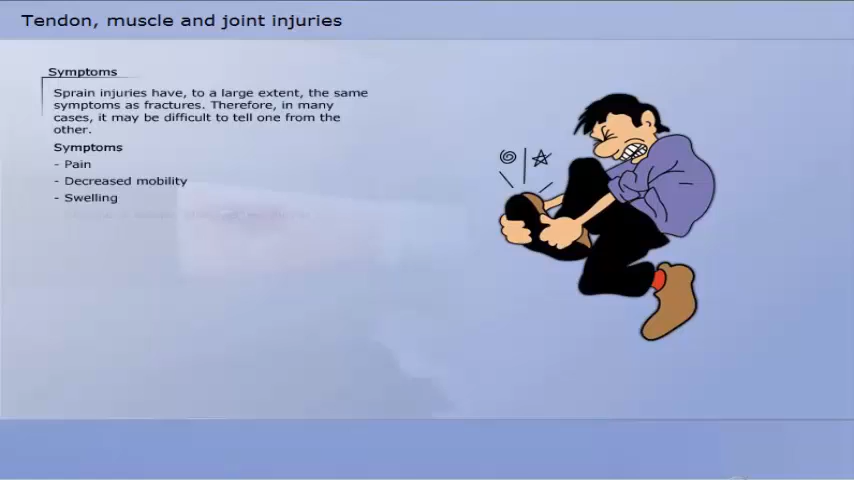 Tendon, muscle and joint injuries
Symptoms
Sprain injuries have, to a large extent, the same
symptoms as fractures. Therefore, in many
cases, it may be difficult to tell one from the
other.
Symptoms
- Pain
- Decreased mobility
- Swelling